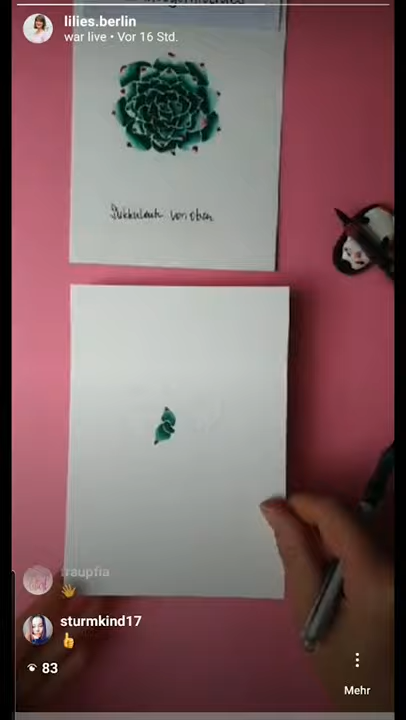 lilies.berlin
war live • Vor 16 Std.
Sukkulente von oben
raupfia
👋
sturmkind17
👍
83
Mehr